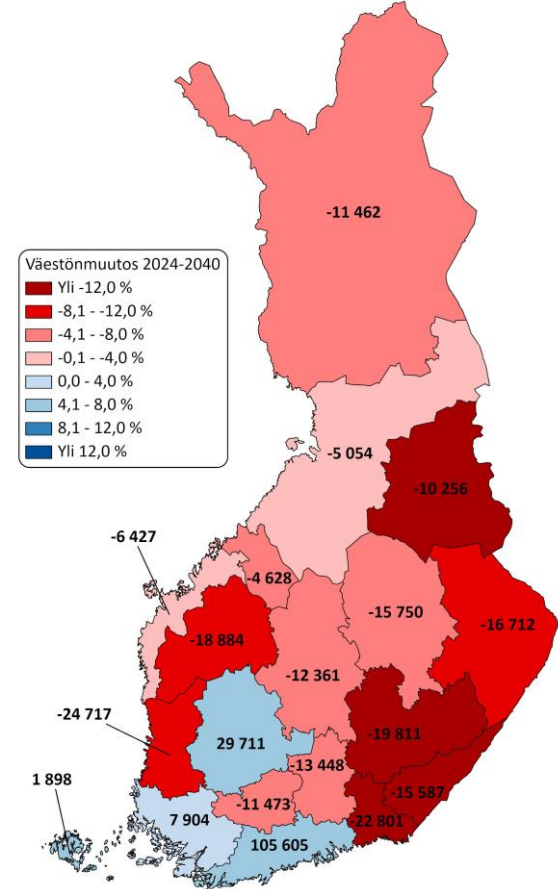 -11 462
Väestönmuutos 2024-2040
Yli -12,0 %
-8,1 - -12,0 %
-4,1 - -8,0 %
-0,1 - -4,0 %
0,0 - 4,0 %
4,1 - 8,0 %
8,1 - 12,0 %
Yli 12,0 %
-5 054
-10 256
-6 427
-4 628
-15 750
-16 712
-18 884
-12 361
-24 717
29 711
-19 811
-13 448
1 898
-15 587
-11 473
7 904
-22 801
105 605